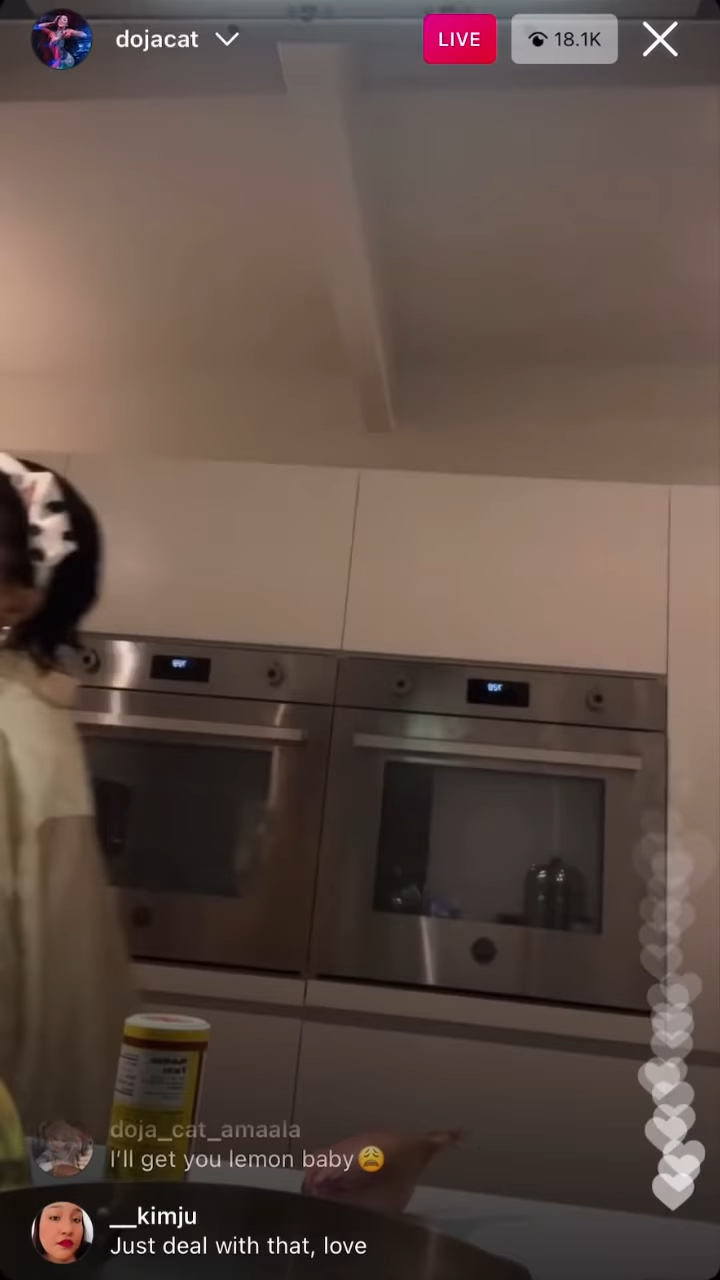 dojacat
LIVE
18.1K
doja_cat_amaala
I'll get you lemon baby😩
__kimju
Just deal with that, love